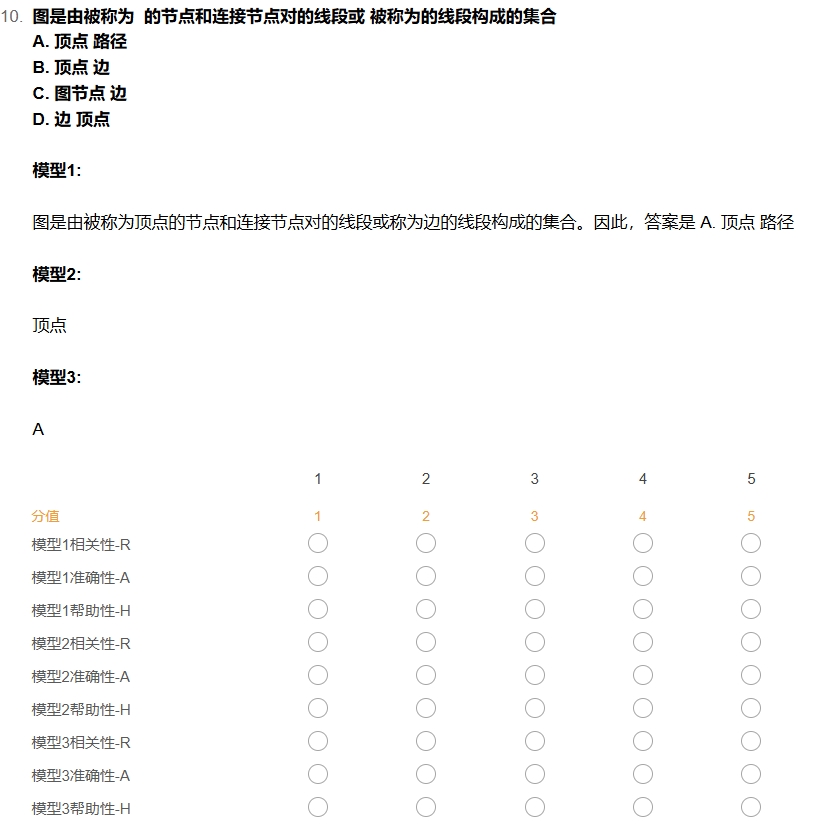 10. 图是由被称为 的节点和连接节点对的线段或 被称为的线段构成的集合
A. 顶点 路径
B. 顶点 边
C. 图节点 边
D. 边 顶点
模型1:
图是由被称为顶点的节点和连接节点对的线段或称为边的线段构成的集合。因此，答案是 A. 顶点 路径
模型2:
顶点
模型3:
A
1 2 3 4 5
分值 1 2 3 4 5
模型1相关性-R
模型1准确性-A
模型1帮助性-H
模型2相关性-R
模型2准确性-A
模型2帮助性-H
模型3相关性-R
模型3准确性-A
模型3帮助性-H